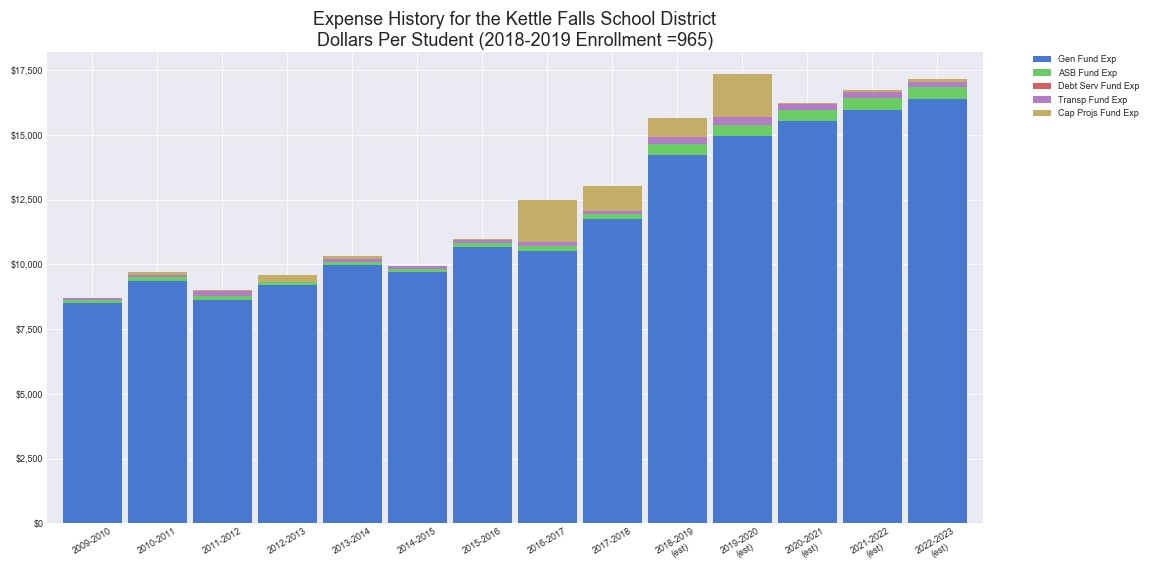 Expense History for the Kettle Falls School District
Dollars Per Student (2018-2019 Enrollment =965)
Gen Fund Exp
ASB Fund Exp
Debt Serv Fund Exp
Transp Fund Exp
Cap Projs Fund Exp
$17,500
$15,000
$12,500
$10,000
$7,500
$5,000
$2,500
$0
2009-2010
2010-2011
2011-2012
2012-2013
2013-2014
2014-2015
2015-2016
2016-2017
2017-2018
2018-2019
(est)
2019-2020
(est)
2020-2021
(est)
2021-2022
(est)
2022-2023
(est)